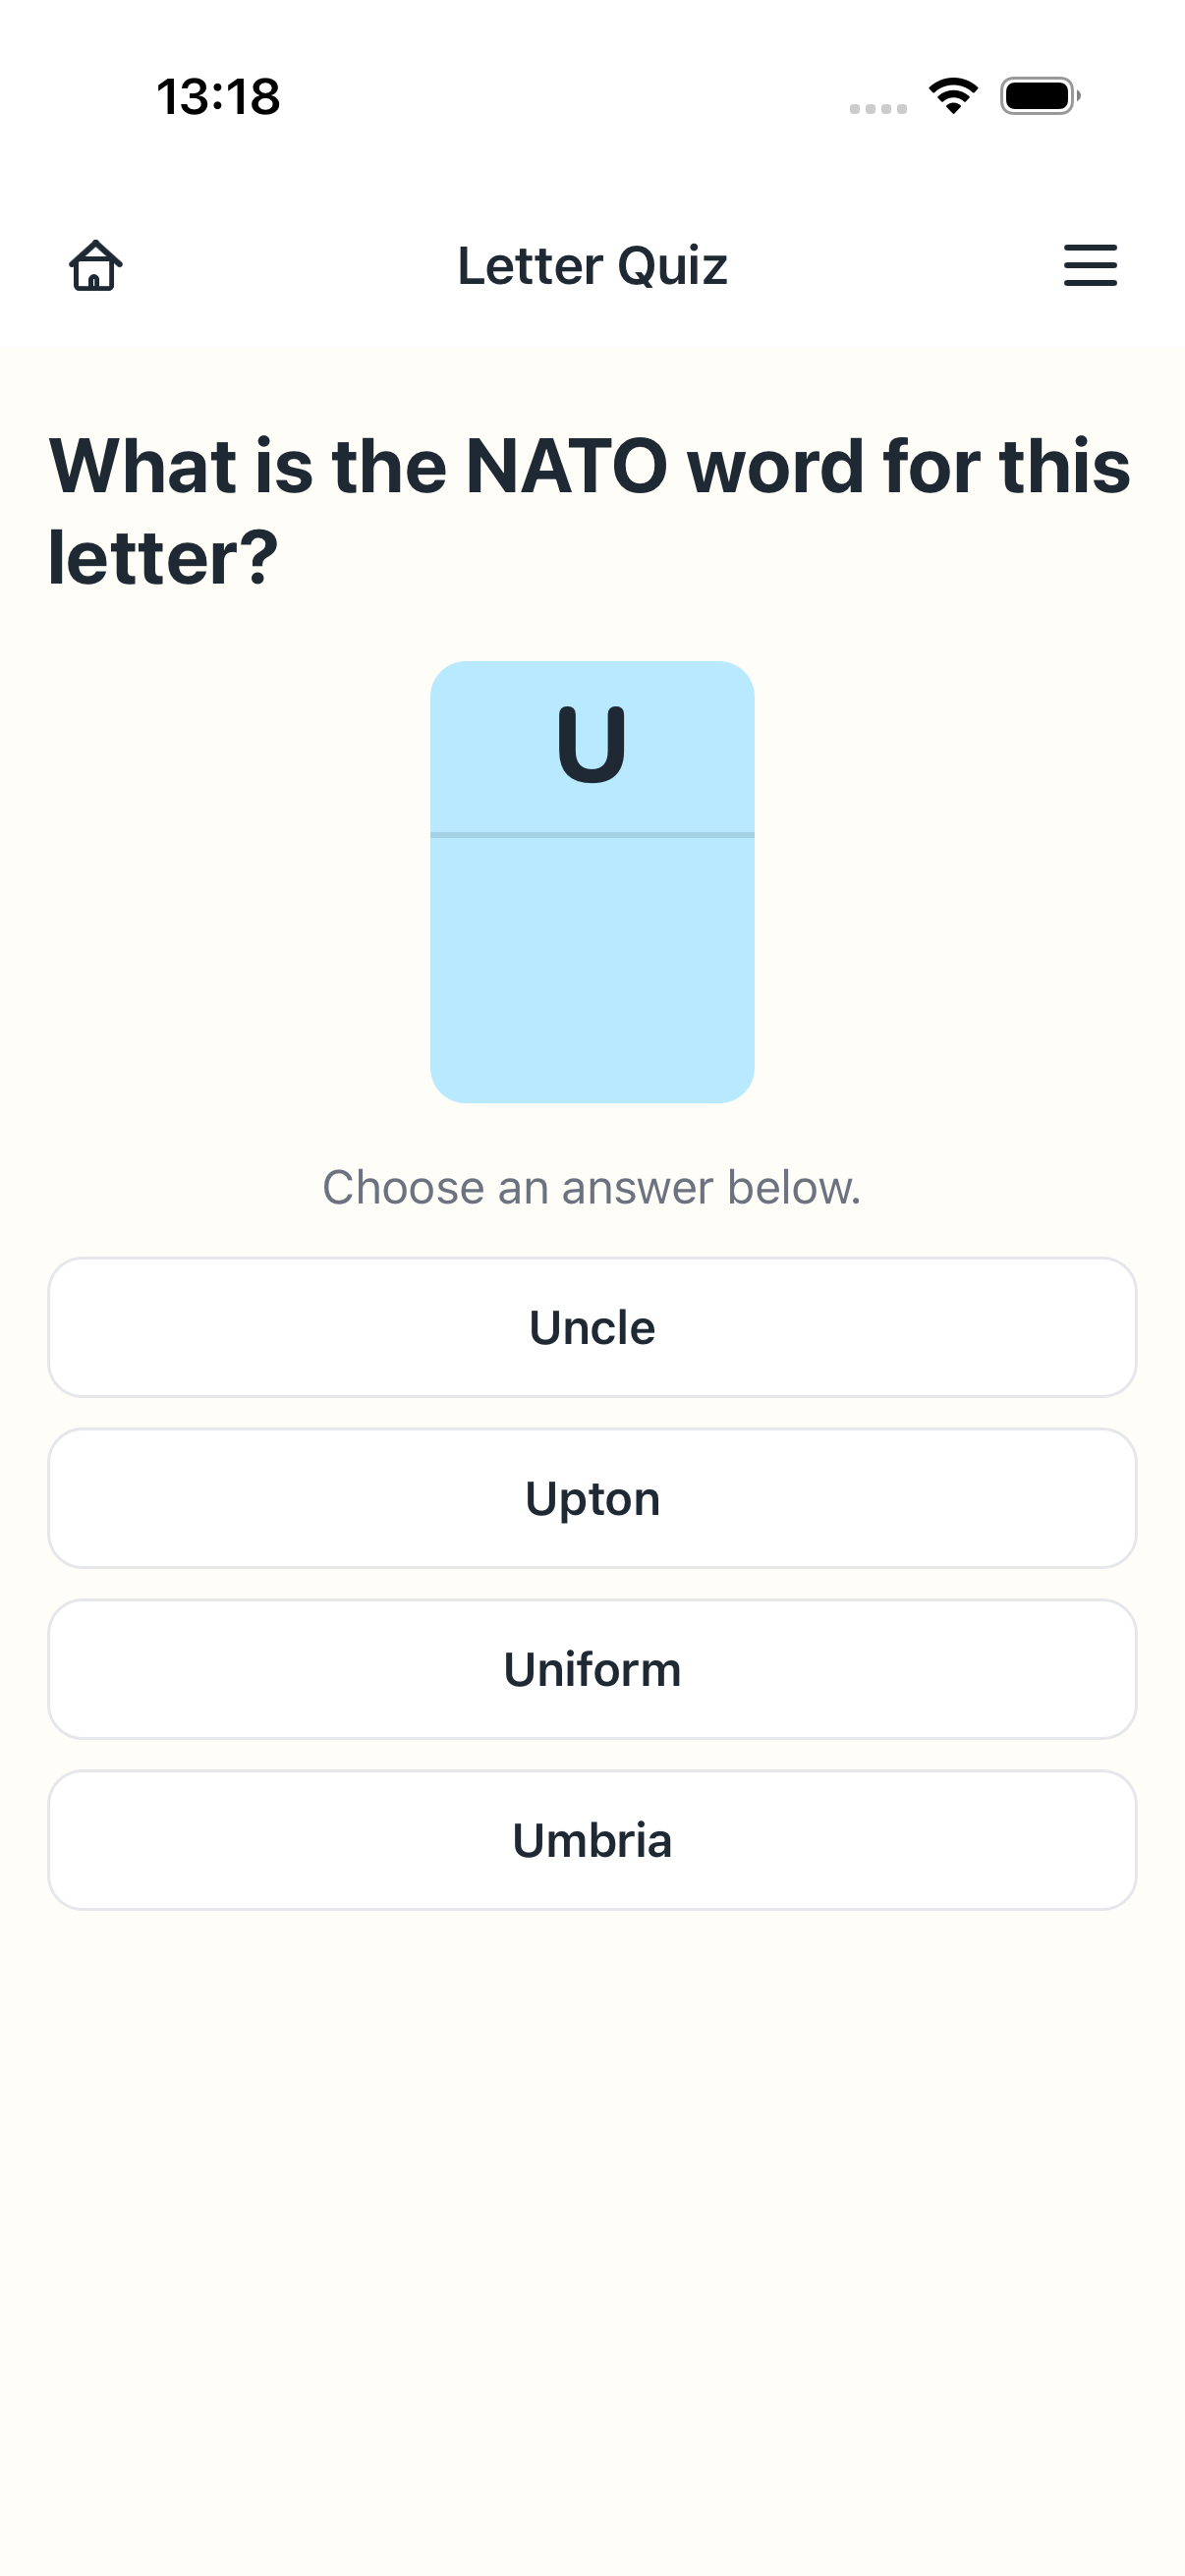 13:18
Letter Quiz
What is the NATO word for this
letter?
U
Choose an answer below.
Uncle
Upton
Uniform
Umbria